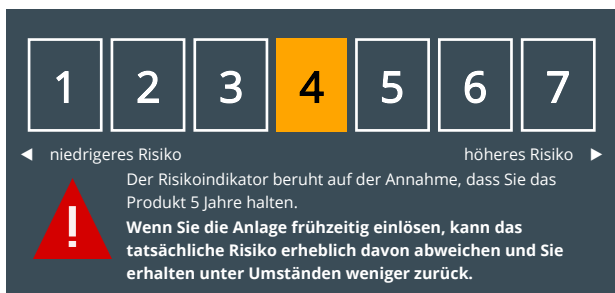 1 2 3 4 5 6 7
◄ niedrigeres Risiko höheres Risiko ►
Der Risikoindikator beruht auf der Annahme, dass Sie das
Produkt 5 Jahre halten.
Wenn Sie die Anlage frühzeitig einlösen, kann das
tatsächliche Risiko erheblich davon abweichen und Sie
erhalten unter Umständen weniger zurück.
!